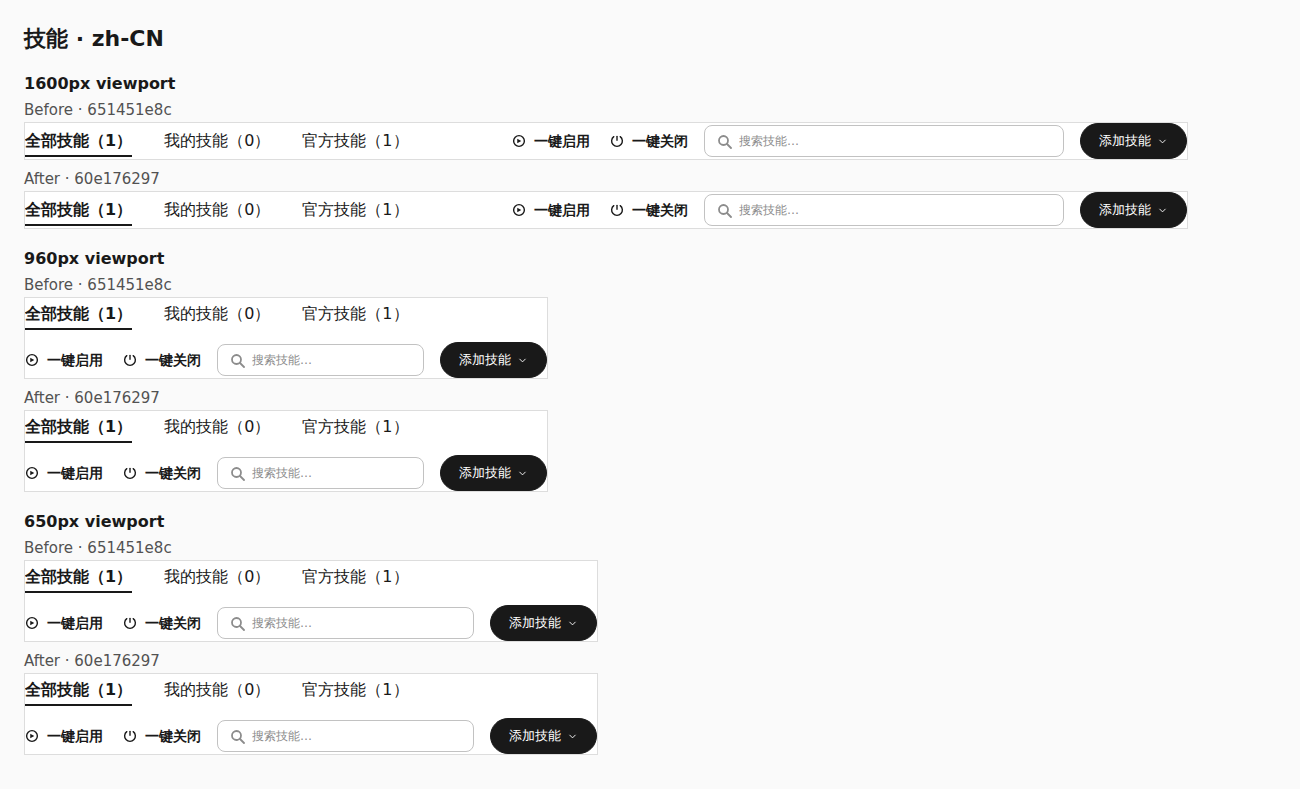 技能 · zh-CN
1600px viewport
Before · 651451e8c
全部技能（1） 我的技能（0） 官方技能（1） 一键启用 一键关闭 搜索技能... 添加技能
After · 60e176297
全部技能（1） 我的技能（0） 官方技能（1） 一键启用 一键关闭 搜索技能... 添加技能
960px viewport
Before · 651451e8c
全部技能（1） 我的技能（0） 官方技能（1）
一键启用 一键关闭 搜索技能... 添加技能
After · 60e176297
全部技能（1） 我的技能（0） 官方技能（1）
一键启用 一键关闭 搜索技能... 添加技能
650px viewport
Before · 651451e8c
全部技能（1） 我的技能（0） 官方技能（1）
一键启用 一键关闭 搜索技能... 添加技能
After · 60e176297
全部技能（1） 我的技能（0） 官方技能（1）
一键启用 一键关闭 搜索技能... 添加技能